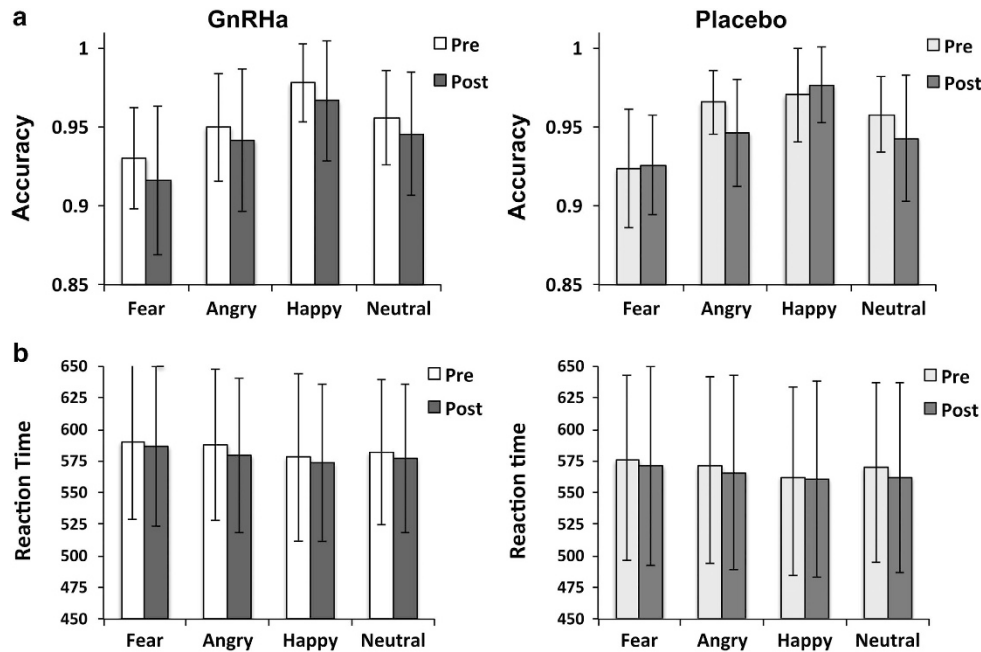 a
GnRHa
Placebo
Accuracy
1
0.95
0.9
0.85
Pre
Post
Fear Angry Happy Neutral
Accuracy
1
0.95
0.9
0.85
Pre
Post
Fear Angry Happy Neutral
b
Reaction Time
650
625
600
575
550
525
500
475
450
Pre
Post
Fear Angry Happy Neutral
Reaction time
650
625
600
575
550
525
500
475
450
Pre
Post
Fear Angry Happy Neutral